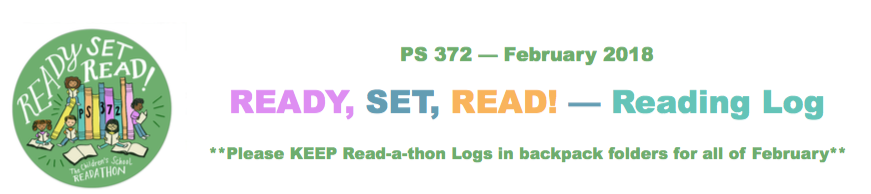 READY SET
READ!
PS 372
The Children's School
READATHON
PS 372 — February 2018
READY, SET, READ! — Reading Log
**Please KEEP Read-a-thon Logs in backpack folders for all of February**